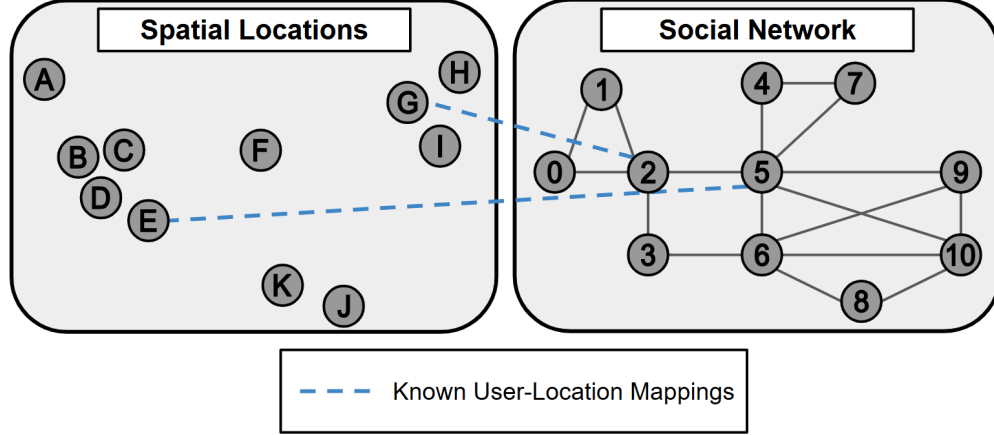 Spatial Locations
Social Network
A
B
C
D
E
F
G
H
I
K
J
0
1
2
3
4
7
5
6
9
10
8
Known User-Location Mappings